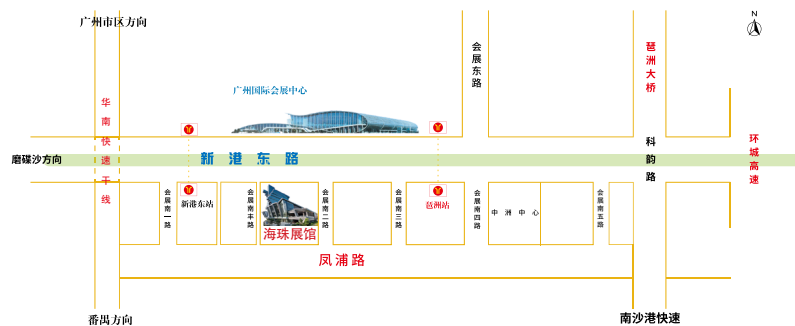 广州市区方向
N
会展东路
琶洲大桥
广州国际会展中心
华南快速干线
科韵路
环城高速
磨碟沙方向
新港东路
会展南一路
新港东站
会展南丰路
海珠展馆
会展南二路
会展南三路
琶洲站
会展南四路
中洲中心
会展南五路
凤浦路
番禺方向
南沙港快速